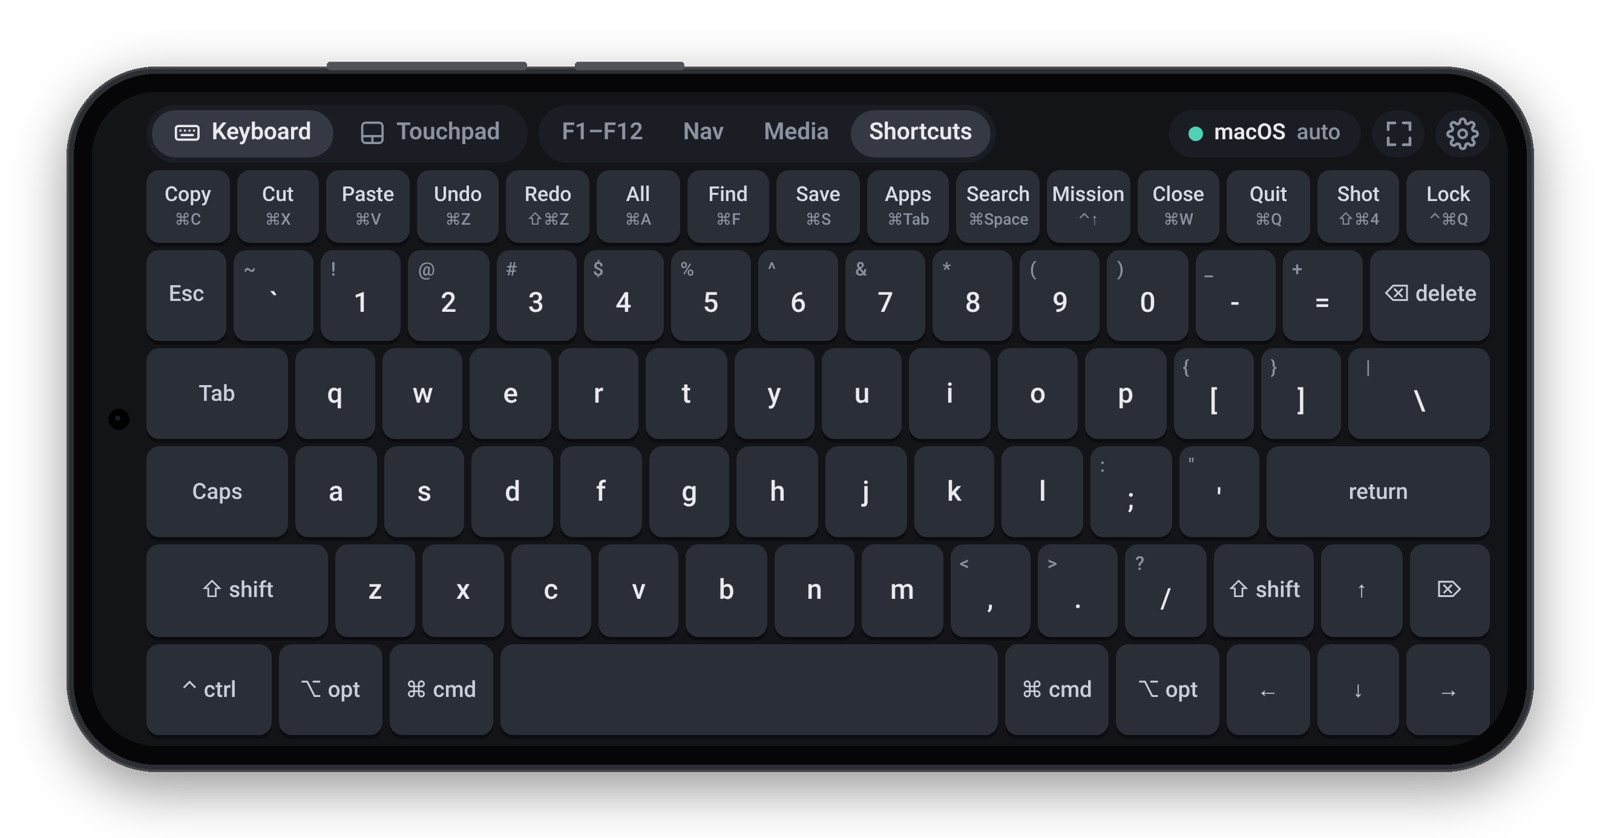 Keyboard Touchpad F1–F12 Nav Media Shortcuts macOS auto
Copy Cut Paste Undo Redo All Find Save Apps Search Mission Close Quit Shot Lock
⌘C ⌘X ⌘V ⌘Z ⇧⌘Z ⌘A ⌘F ⌘S ⌘Tab ⌘Space ^↑ ⌘W ⌘Q ⇧⌘4 ^⌘Q
~ ! @ # $ % ^ & * ( ) _ +
Esc ` 1 2 3 4 5 6 7 8 9 0 - = ⌫ delete
{ } |
Tab q w e r t y u i o p [ ] \
: "
Caps a s d f g h j k l ; ' return
< > ?
⇧ shift z x c v b n m , . / ⇧ shift ↑ ⌦
^ ctrl ⌥ opt ⌘ cmd ⌘ cmd ⌥ opt ← ↓ →